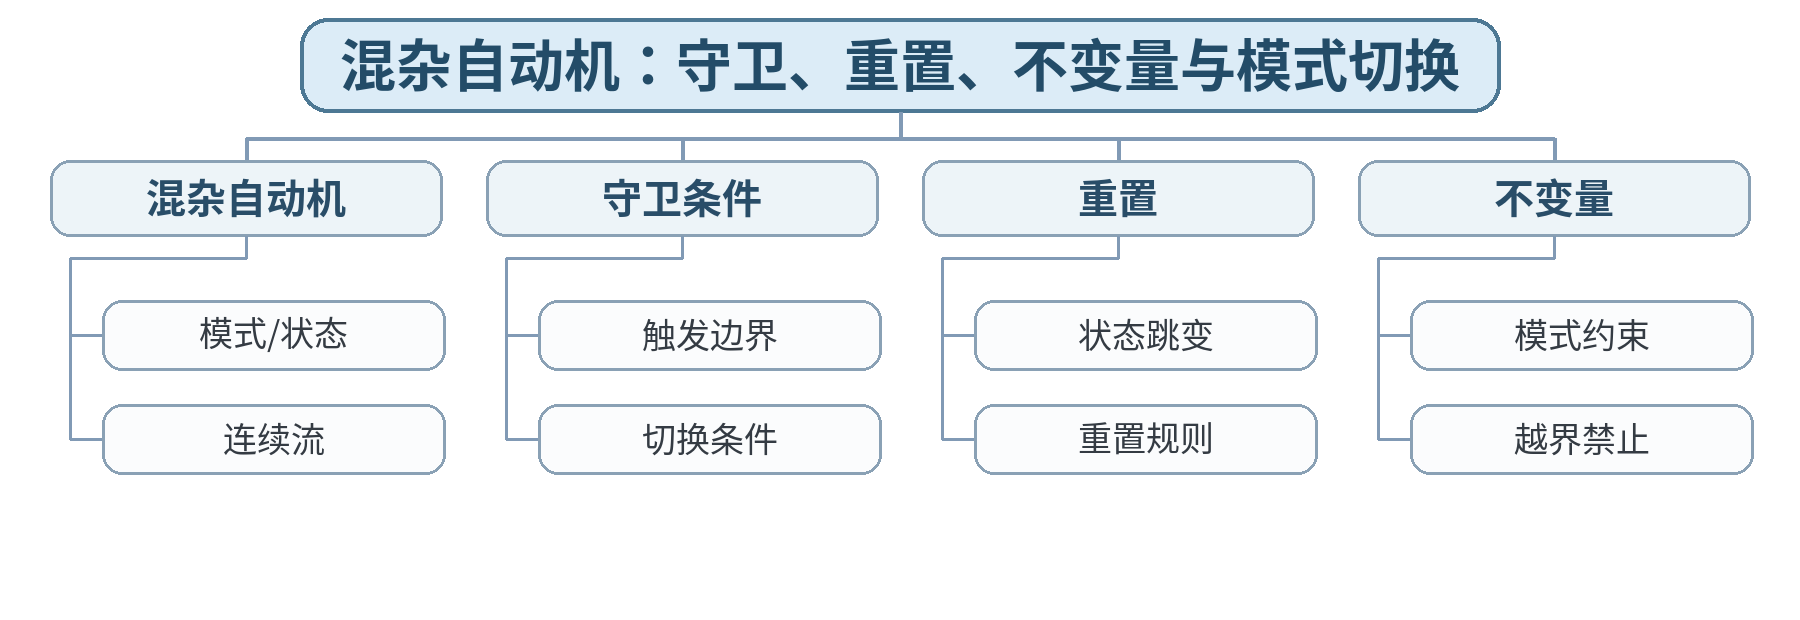 混杂自动机：守卫、重置、不变量与模式切换
混杂自动机
守卫条件
重置
不变量
模式/状态
触发边界
状态跳变
模式约束
连续流
切换条件
重置规则
越界禁止